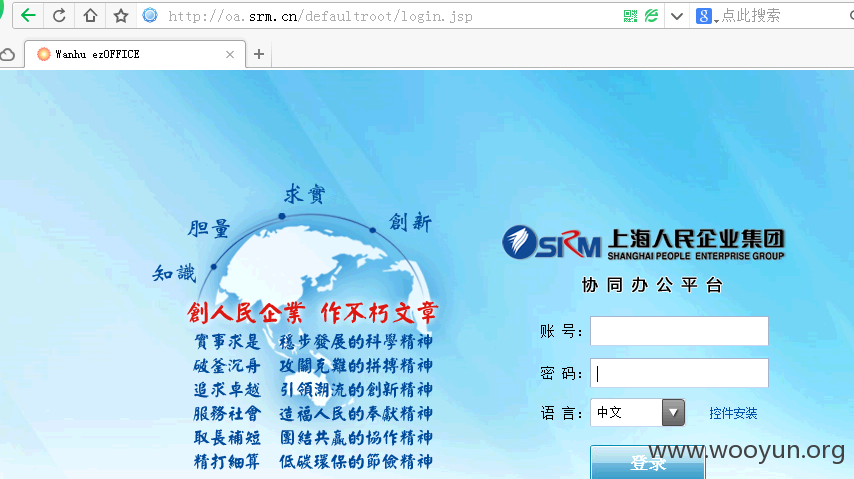 http://oa.srm.cn/defaultroot/login.jsp
点此搜索
Wanhu ezOFFICE
求實
胆量
創新
知識
創人民企業 作不朽文章
實事求是 穩步發展的科學精神
破釜沉舟 攻關克難的拼搏精神
追求卓越 引領潮流的創新精神
服務社會 造福人民的奉獻精神
取長補短 團結共贏的協作精神
精打細算 低碳環保的節儉精神
SRM 上海人民企业集团
SHANGHAI PEOPLE ENTERPRISE GROUP
协同办公平台
账 号：
密 码：
语 言： 中文 控件安装
登录
www.wooyun.org